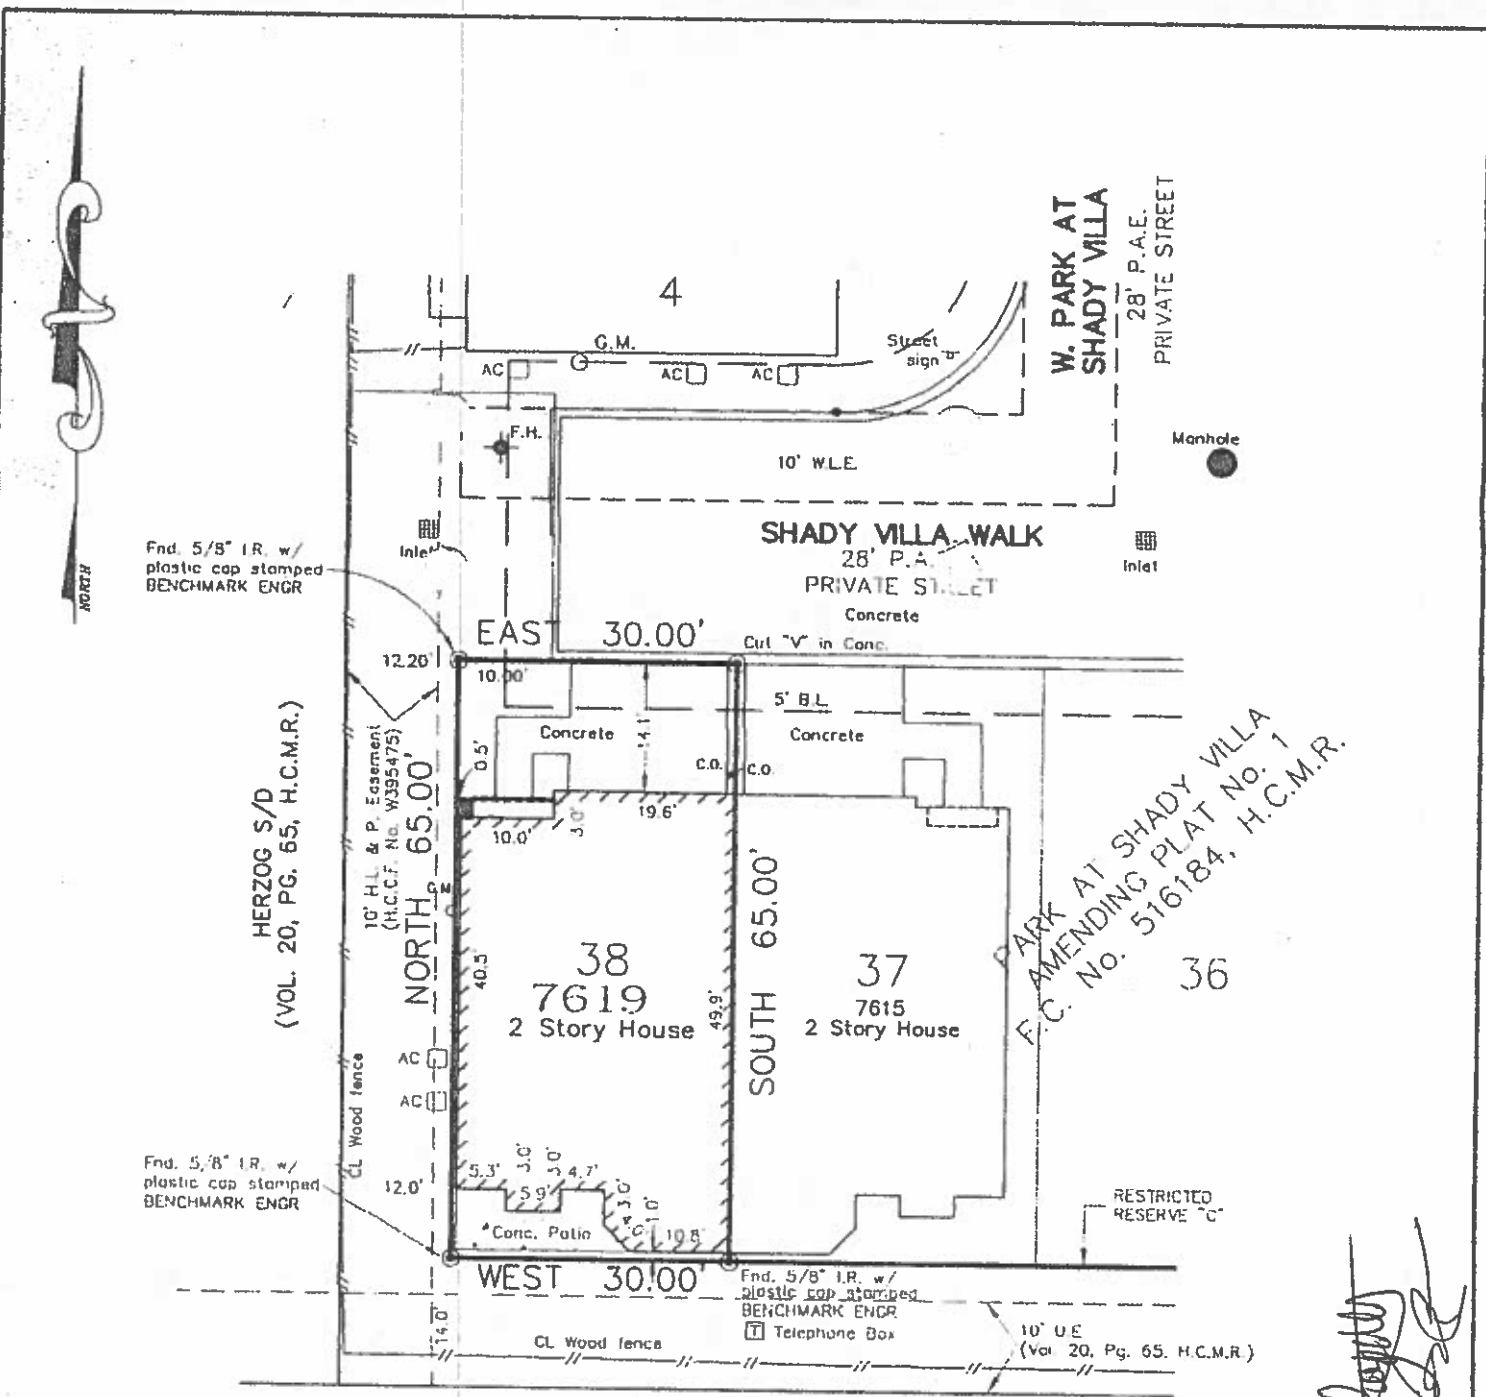 NORTH
4
G.M.
AC
AC
AC
Street
sign
W. PARK AT
SHADY VILLA
28' P.A.E.
PRIVATE STREET
F.H.
10' W.L.E.
Manhole
SHADY VILLA WALK
28' P.A.
PRIVATE
Concrete
Inlet
Inlet
Fnd. 5/8" I.R. w/
plastic cap stamped
BENCHMARK ENGR
EAST 30.00'
Cut "V" in Conc.
12.20'
10.00'
5' B.L.
Concrete
14.1'
Concrete
C.O.
C.O.
0.5'
10.0'
3.0'
19.6'
HERZOG S/D
(VOL. 20, PG. 65, H.C.M.R.)
10' H.L. & P. Easement
(H.C.C.F. No. W395475)
NORTH 65.00'
G.M.
40.5'
38
7619
2 Story House
49.9'
SOUTH 65.00'
37
7615
2 Story House
36
PARK AT SHADY VILLA
AMENDING PLAT No. 1
F.C. No. 516184, H.C.M.R.
AC
AC
CL Wood fence
Fnd. 5/8" I.R. w/
plastic cap stamped
BENCHMARK ENGR
12.0'
5.3'
3.0'
3.0'
4.7'
5.9'
3.0'
4.0'
1.0'
10.8'
Conc. Patio
RESTRICTED
RESERVE "C"
WEST 30.00'
Fnd. 5/8" I.R. w/
plastic cap stamped
BENCHMARK ENGR
T Telephone Box
14.0'
CL Wood fence
10' U.E.
(Vol. 20, Pg. 65, H.C.M.R.)